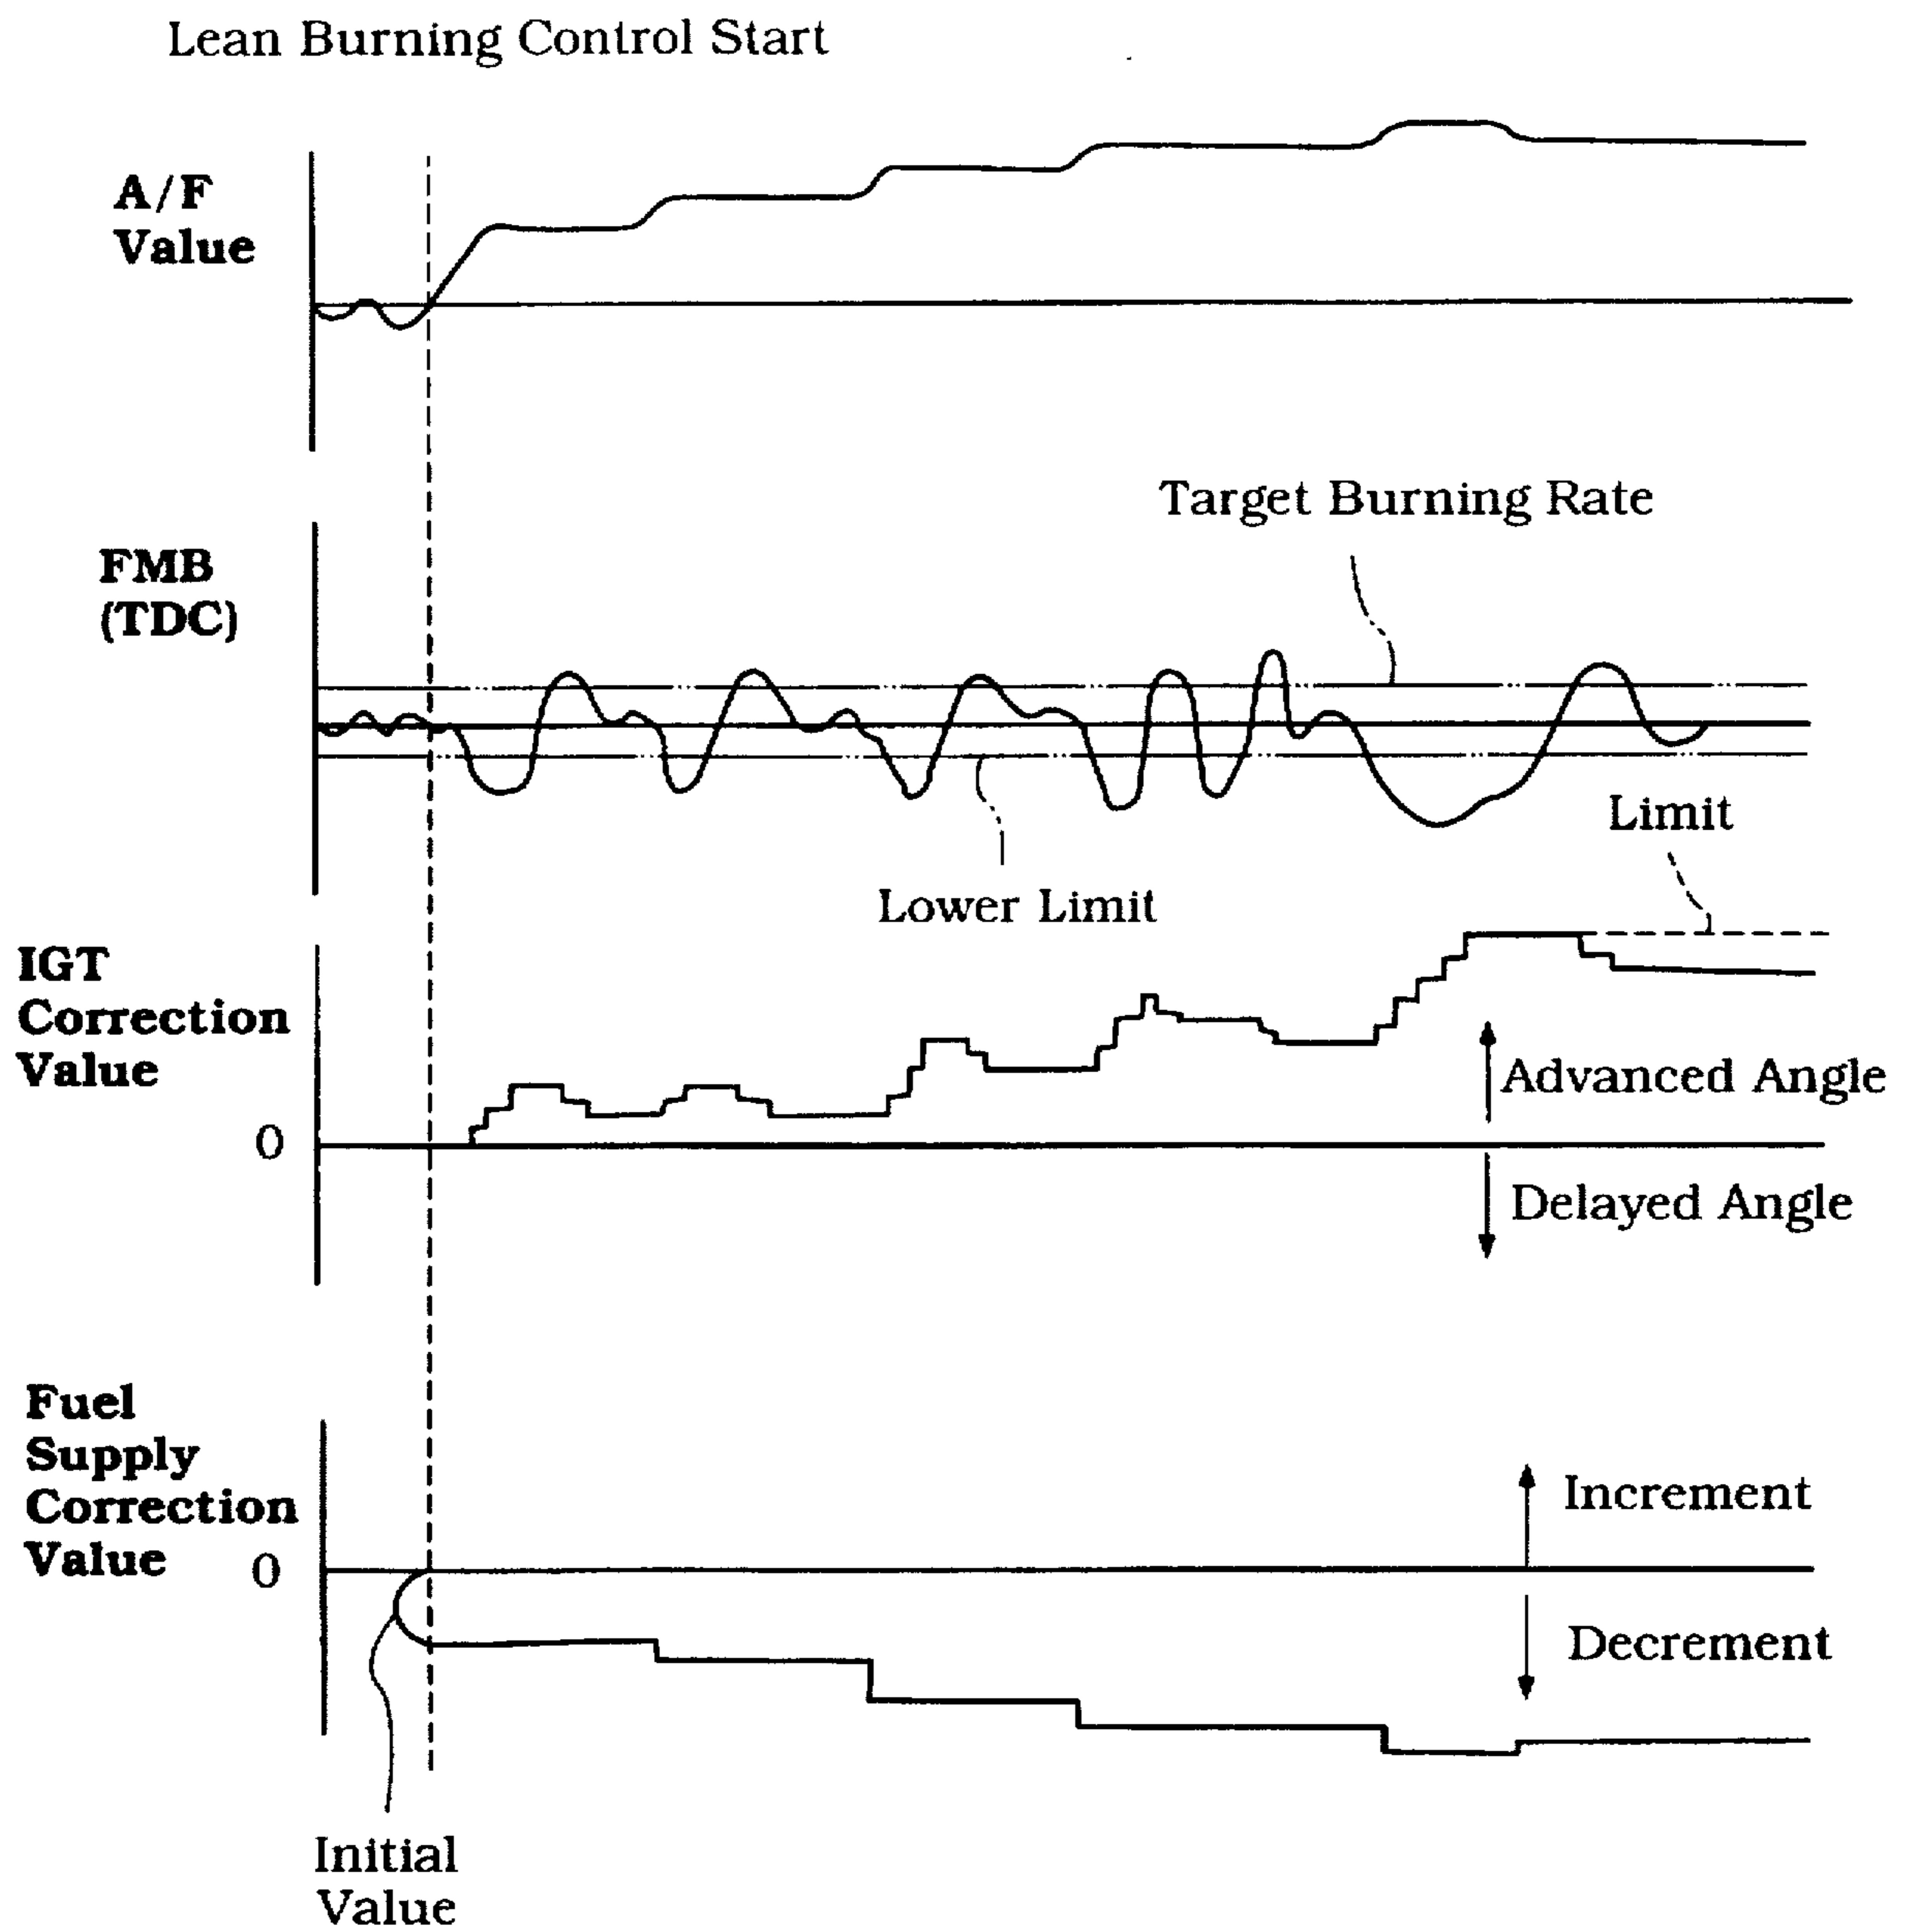 Lean Burning Control Start
A/F
Value
Target Burning Rate
FMB
(TDC)
Limit
Lower Limit
IGT
Correction
Value
Advanced Angle
0
Delayed Angle
Fuel
Supply
Correction
Value
0
Increment
Decrement
Initial
Value